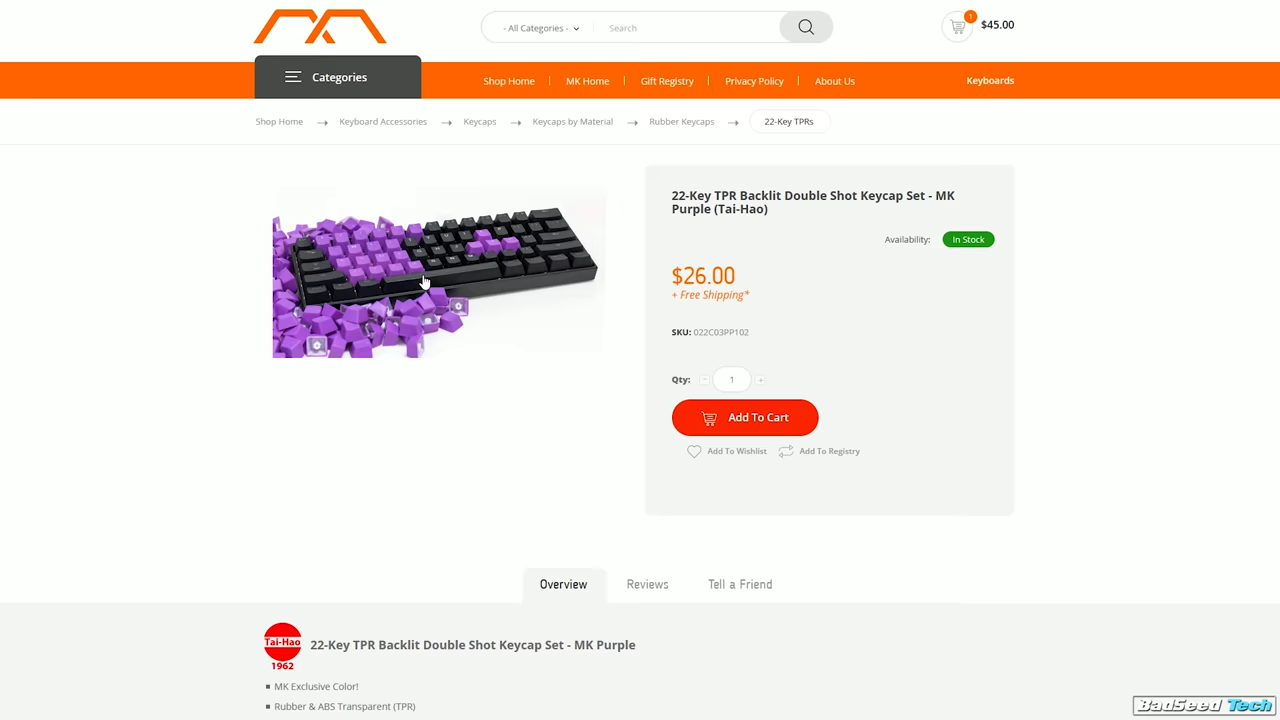 - All Categories -
Search
1
$45.00
Categories
Shop Home
MK Home
Gift Registry
Privacy Policy
About Us
Keyboards
Shop Home
Keyboard Accessories
Keycaps
Keycaps by Material
Rubber Keycaps
22-Key TPRs
22-Key TPR Backlit Double Shot Keycap Set - MK
Purple (Tai-Hao)
Availability:
In Stock
$26.00
+ Free Shipping*
SKU: 022C03PP102
Qty:
1
Add To Cart
Add To Wishlist
Add To Registry
Overview
Reviews
Tell a Friend
Tai-Hao
1962
22-Key TPR Backlit Double Shot Keycap Set - MK Purple
MK Exclusive Color!
Rubber & ABS Transparent (TPR)
BadSeed Tech